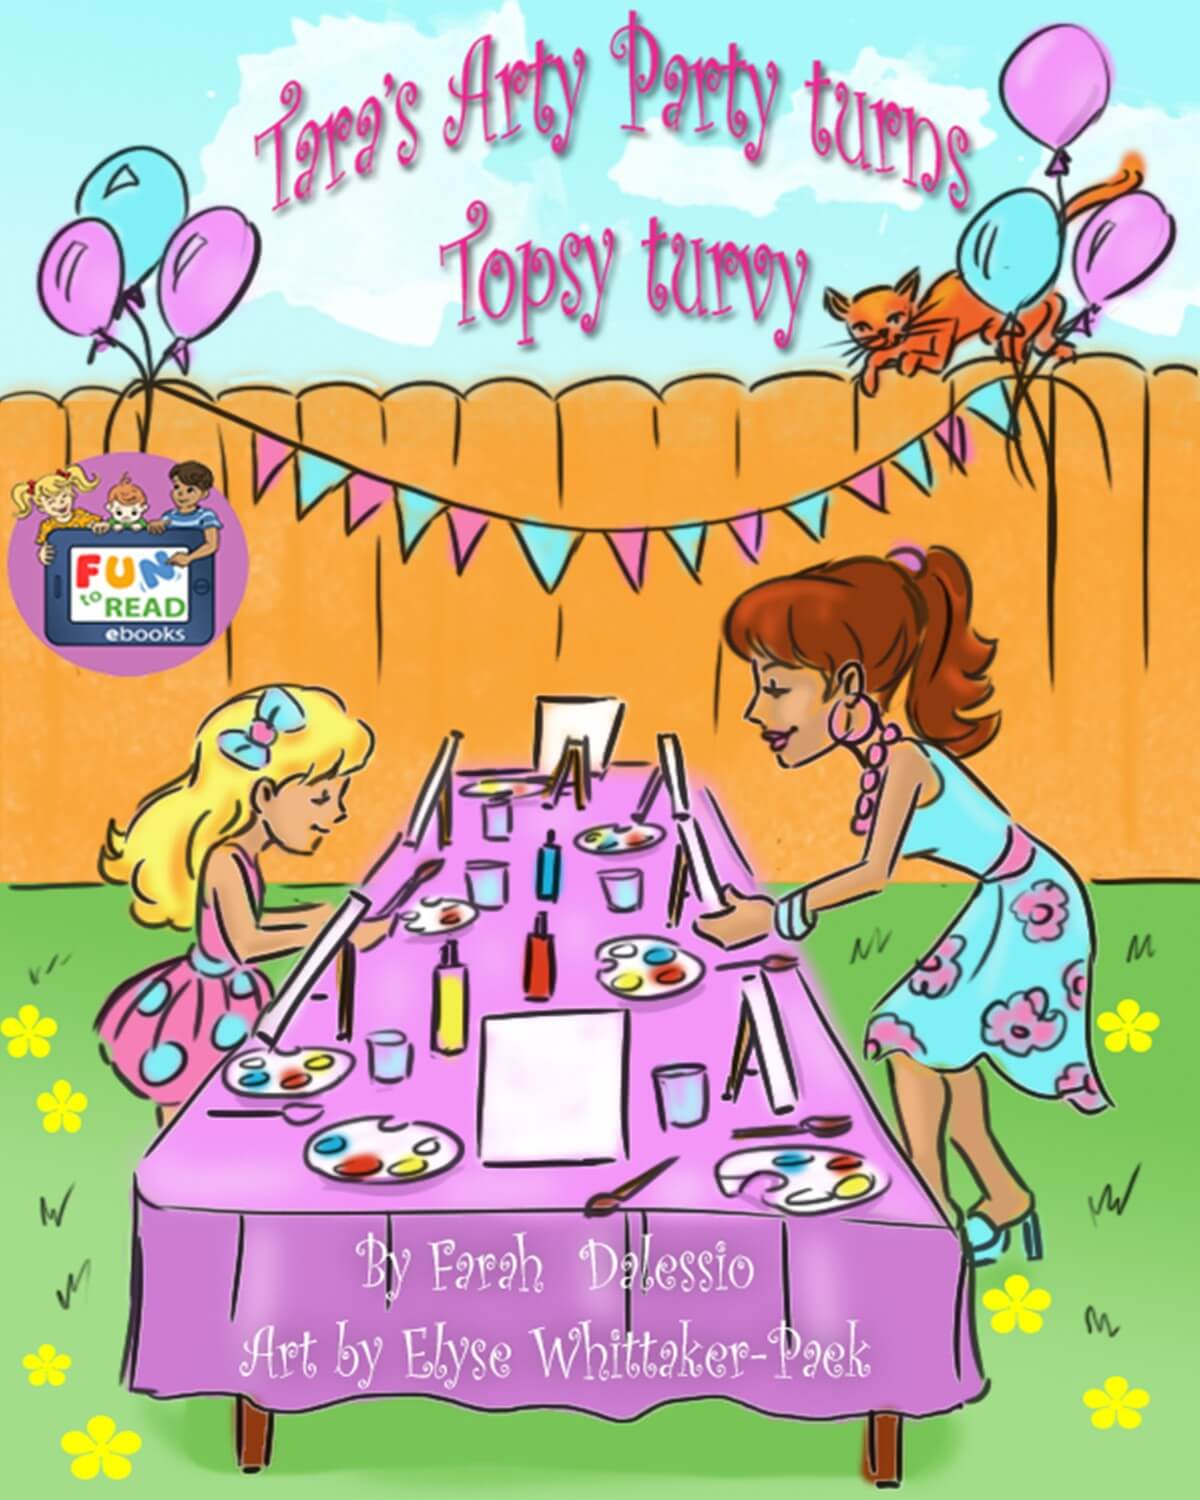 Tara's Arty Party turns
Topsy turvy
FUN
to READ
ebooks
By Farah Dalessio
Art by Elyse Whittaker-Paek